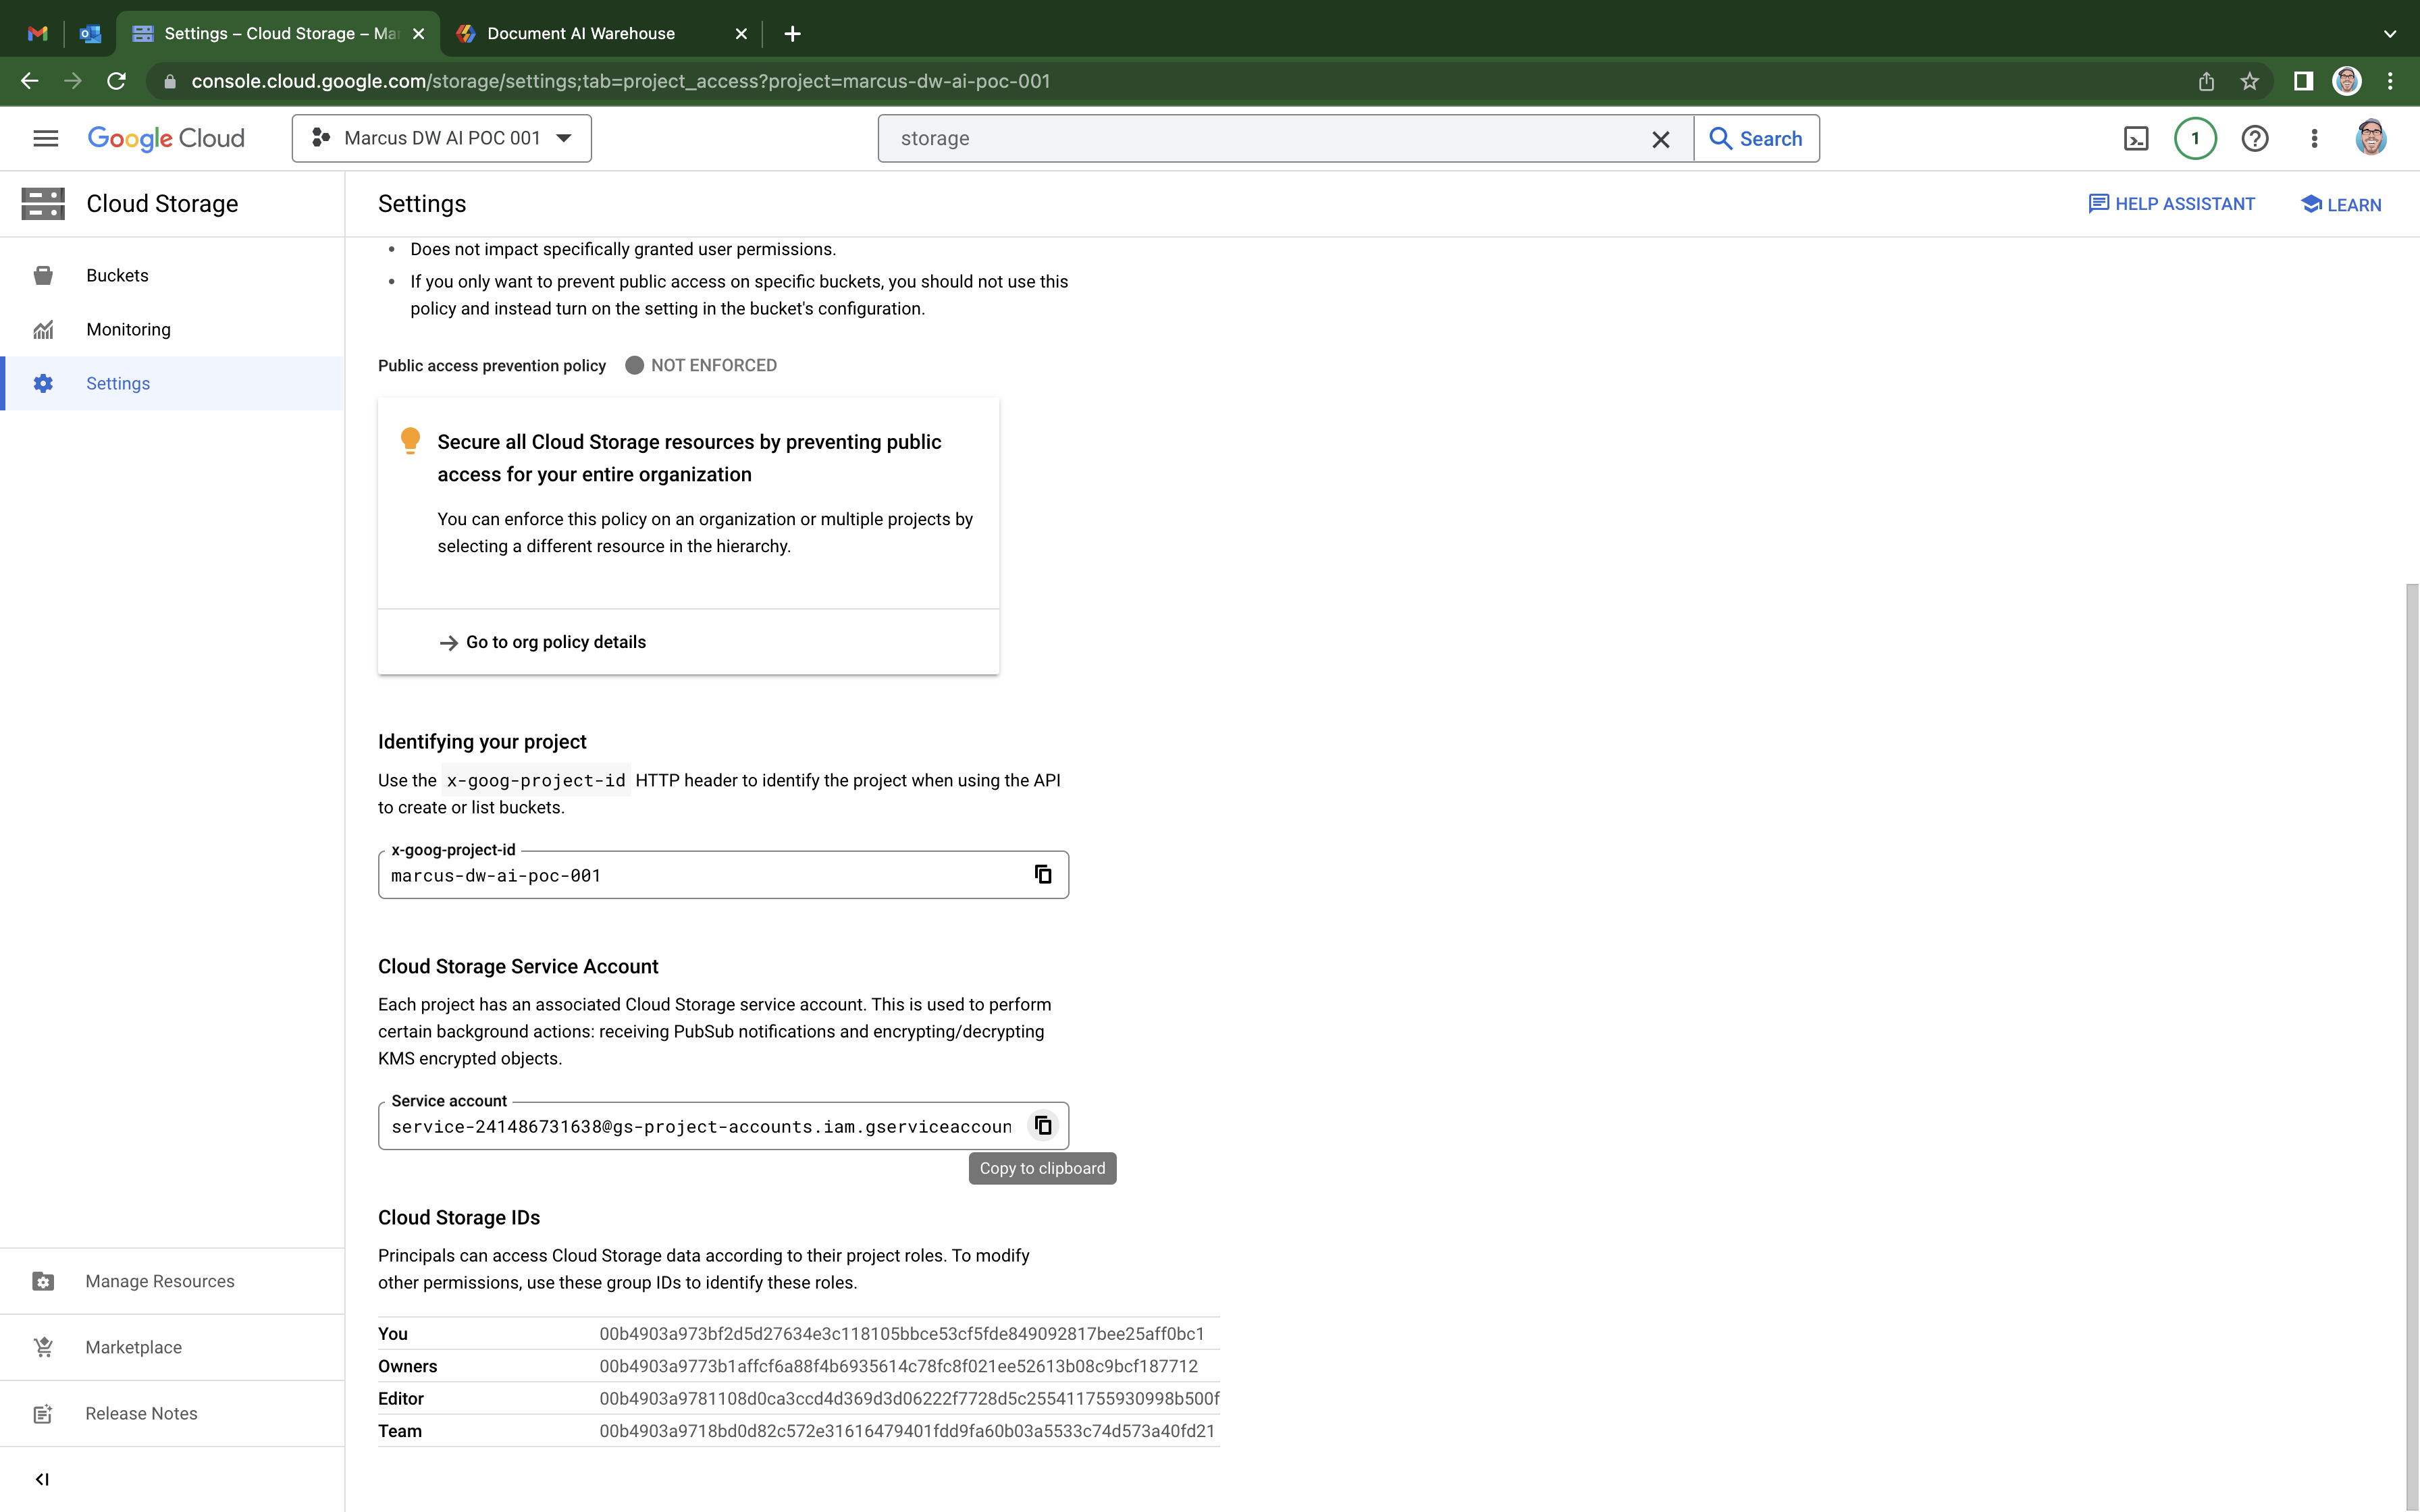 Settings – Cloud Storage – Mar
Document AI Warehouse
console.cloud.google.com/storage/settings;tab=project_access?project=marcus-dw-ai-poc-001
Google Cloud
Marcus DW AI POC 001
storage
Search
1
Cloud Storage
Settings
HELP ASSISTANT
LEARN
Buckets
Monitoring
Settings
Does not impact specifically granted user permissions.
If you only want to prevent public access on specific buckets, you should not use this
policy and instead turn on the setting in the bucket's configuration.
Public access prevention policy NOT ENFORCED
Secure all Cloud Storage resources by preventing public
access for your entire organization
You can enforce this policy on an organization or multiple projects by
selecting a different resource in the hierarchy.
Go to org policy details
Identifying your project
Use the x-goog-project-id HTTP header to identify the project when using the API
to create or list buckets.
x-goog-project-id
marcus-dw-ai-poc-001
Cloud Storage Service Account
Each project has an associated Cloud Storage service account. This is used to perform
certain background actions: receiving PubSub notifications and encrypting/decrypting
KMS encrypted objects.
Service account
service-241486731638@gs-project-accounts.iam.gserviceaccoun
Copy to clipboard
Cloud Storage IDs
Principals can access Cloud Storage data according to their project roles. To modify
other permissions, use these group IDs to identify these roles.
You 00b4903a973bf2d5d27634e3c118105bbce53cf5fde849092817bee25aff0bc1
Owners 00b4903a9773b1affcf6a88f4b6935614c78fc8f021ee52613b08c9bcf187712
Editor 00b4903a9781108d0ca3ccd4d369d3d06222f7728d5c255411755930998b500f
Team 00b4903a9718bd0d82c572e31616479401fdd9fa60b03a5533c74d573a40fd21
Manage Resources
Marketplace
Release Notes